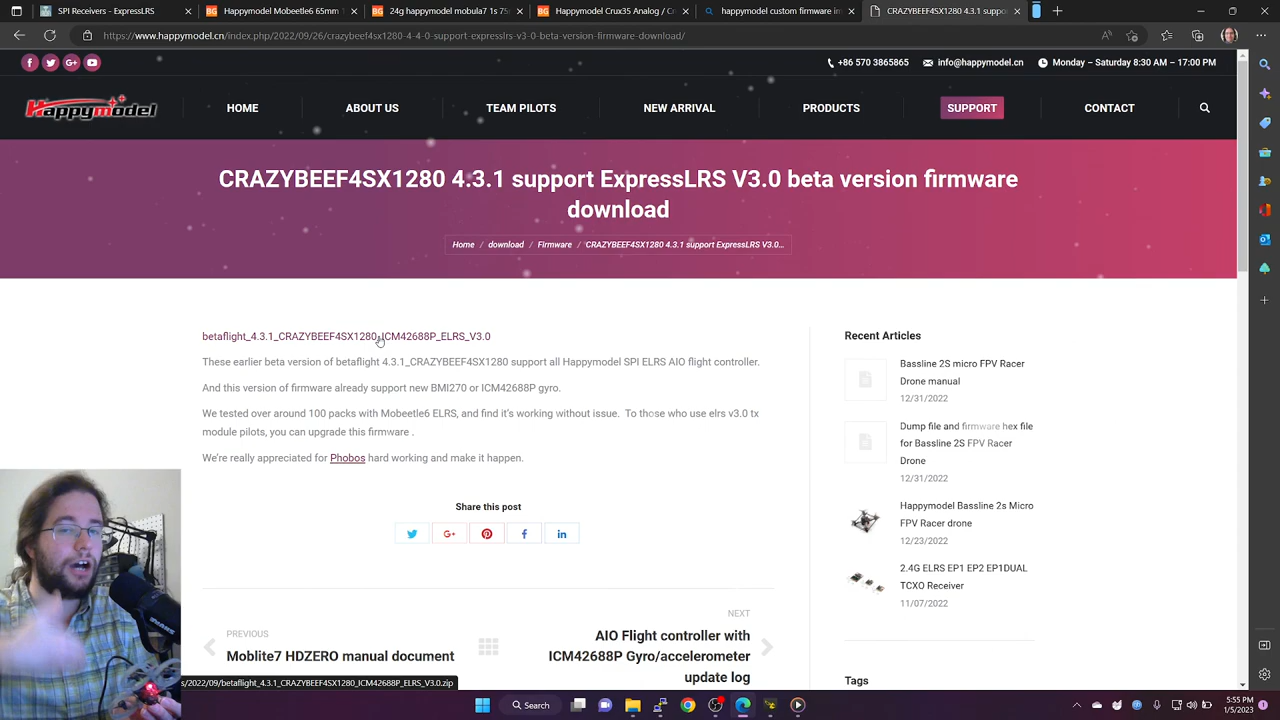 SPI Receivers - ExpressLRS
Betaflight Mobeetle6 65mm 1
24g mobula7 1 75
Happymodel Crux35 Analog 4
happymodel custom firmware im
CRAZYBEEF4SX1280 4.3.1 suppor
https://www.happymodel.cn/index.php/2022/09/26/crazybeef4sx1280-4-4-0-support-expresslrs-v3-0-beta-version-firmware-download/
+86 570 3865865
info@happymodel.cn
Monday – Saturday 8:30 AM – 17:00 PM
Happymodel
HOME
ABOUT US
TEAM PILOTS
NEW ARRIVAL
PRODUCTS
SUPPORT
CONTACT
CRAZYBEEF4SX1280 4.3.1 support ExpressLRS V3.0 beta version firmware
download
Home / download / Firmware / CRAZYBEEF4SX1280 4.3.1 support ExpressLRS V3.0...
betaflight_4.3.1_CRAZYBEEF4SX1280_ICM42688P_ELRS_V3.0
These earlier beta version of betaflight 4.3.1_CRAZYBEEF4SX1280 support all Happymodel SPI ELRS AIO flight controller.
And this version of firmware already support new BMI270 or ICM42688P gyro.
We tested over around 100 packs with Mobeetle6 ELRS, and find it's working without issue. To those who use elrs v3.0 tx
module pilots, you can upgrade this firmware .
We're really appreciated for Phobos hard working and make it happen.
Share this post
PREVIOUS
Moblite7 HDZERO manual document
NEXT
AIO Flight controller with
ICM42688P Gyro/accelerometer
update log
Recent Articles
Bassline 2S micro FPV Racer
Drone manual
12/31/2022
Dump file and firmware hex file
for Bassline 2S FPV Racer
Drone
12/31/2022
Happymodel Bassline 2s Micro
FPV Racer drone
12/23/2022
2.4G ELRS EP1 EP2 EP1DUAL
TCXO Receiver
11/07/2022
Tags
s/2022/09/betaflight_4.3.1_CRAZYBEEF4SX1280_ICM42688P_ELRS_V3.0.zip
Search
5:55 PM
1/5/2023